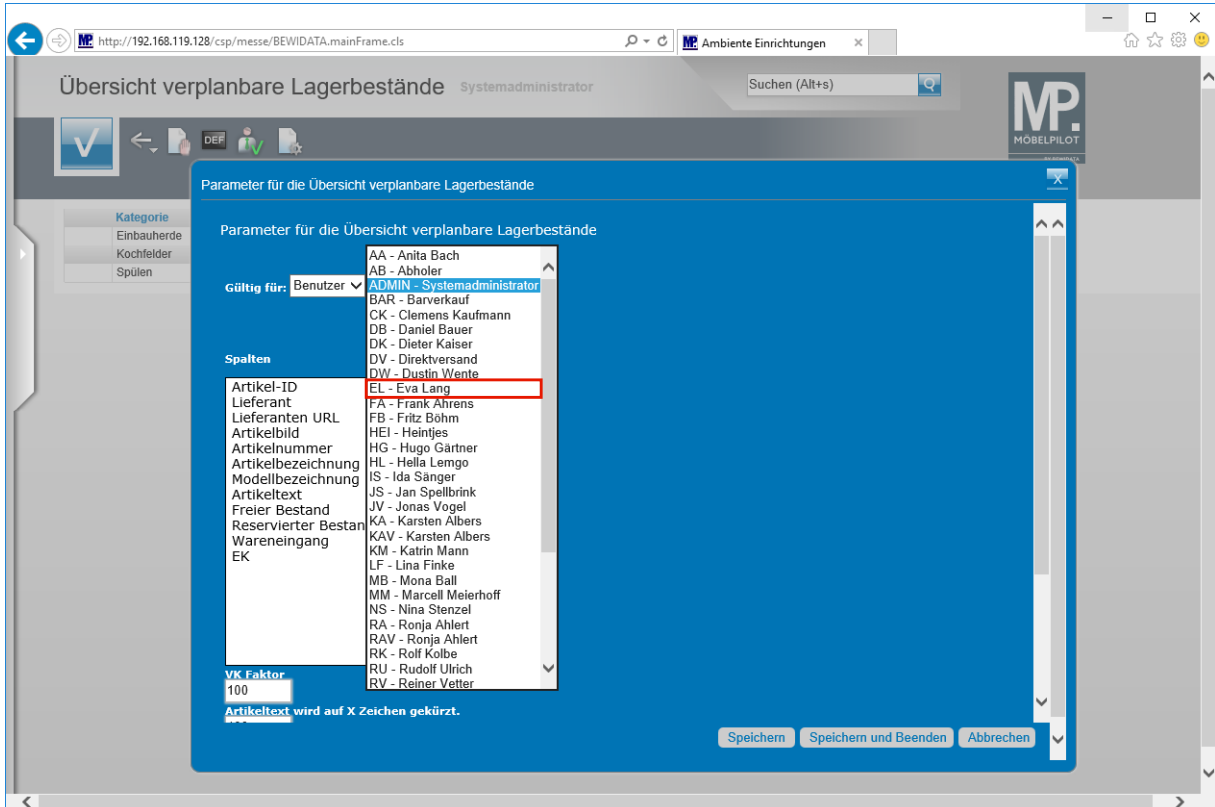 http://192.168.119.128/csp/messe/BEWIDATA.mainFrame.cls
MP. Ambiente Einrichtungen
Übersicht verplanbare Lagerbestände Systemadministrator
Suchen (Alt+s)
MP.
MÖBELPILOT
DEF
Parameter für die Übersicht verplanbare Lagerbestände
X
Kategorie
Einbauherde
Kochfelder
Spülen
Parameter für die Übersicht verplanbare Lagerbestände
Gültig für: Benutzer
AA - Anita Bach
AB - Abholer
ADMIN - Systemadministrator
BAR - Barverkauf
CK - Clemens Kaufmann
DB - Daniel Bauer
DK - Dieter Kaiser
DV - Direktversand
DW - Dustin Wente
EL - Eva Lang
FA - Frank Ahrens
FB - Fritz Böhm
HEI - Heintjes
HG - Hugo Gärtner
HL - Hella Lemgo
IS - Ida Sänger
JS - Jan Spellbrink
JV - Jonas Vogel
KA - Karsten Albers
KAV - Karsten Albers
KM - Katrin Mann
LF - Lina Finke
MB - Mona Ball
MM - Marcell Meierhoff
NS - Nina Stenzel
RA - Ronja Ahlert
RAV - Ronja Ahlert
RK - Rolf Kolbe
RU - Rudolf Ulrich
RV - Reiner Vetter
Spalten
Artikel-ID
Lieferant
Lieferanten URL
Artikelbild
Artikelnummer
Artikelbezeichnung
Modellbezeichnung
Artikeltext
Freier Bestand
Reservierter Bestan
Wareneingang
EK
VK Faktor
100
Artikeltext wird auf X Zeichen gekürzt.
Speichern
Speichern und Beenden
Abbrechen